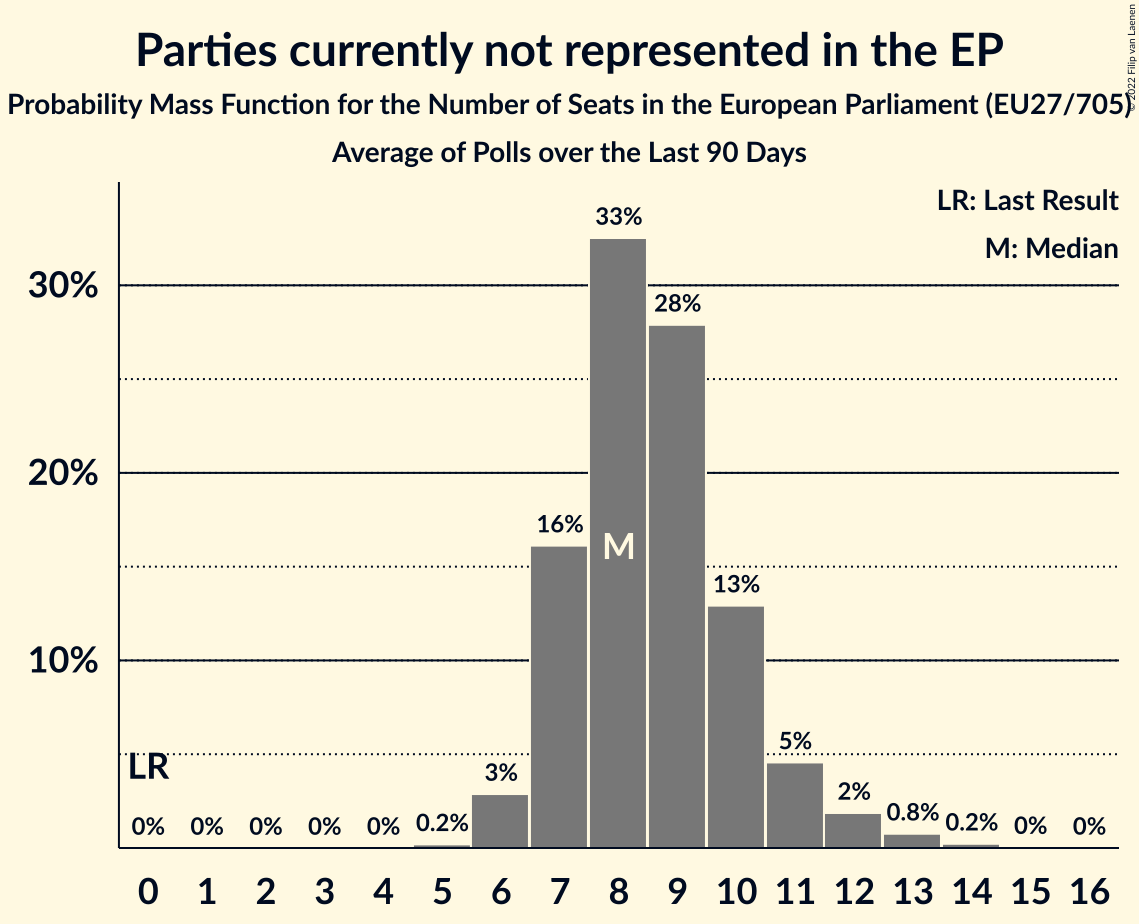 Parties currently not represented in the EP
Probability Mass Function for the Number of Seats in the European Parliament (EU27/705)
Average of Polls over the Last 90 Days
© 2022 Filip van Laenen
LR: Last Result
M: Median
30%
20%
10%
33%
28%
16%
M
13%
LR
5%
3%
2%
0% 0% 0% 0% 0% 0.2% 0.8% 0.2% 0% 0%
0 1 2 3 4 5 6 7 8 9 10 11 12 13 14 15 16